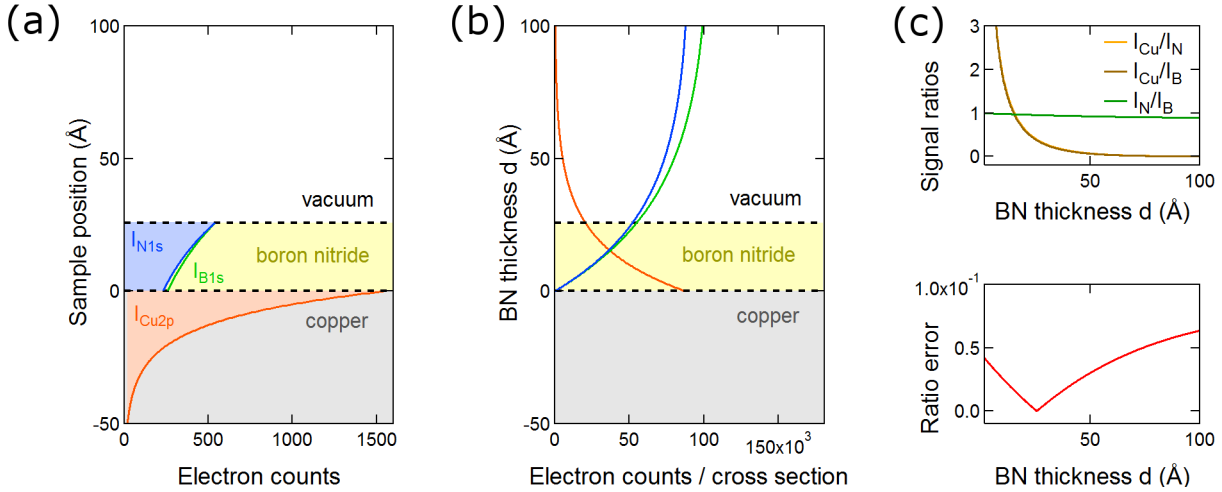 (a)
100
50
0
-50
Sample position (Å)
vacuum
I_N1s
I_B1s
boron nitride
I_Cu2p
copper
0
500
1000
1500
Electron counts
(b)
100
50
0
-50
BN thickness d (Å)
vacuum
boron nitride
copper
0
50
100
150x10³
Electron counts / cross section
(c)
3
2
1
0
Signal ratios
I_Cu/I_N
I_Cu/I_B
I_N/I_B
50
100
BN thickness d (Å)
1.0x10⁻¹
0.5
0.0
Ratio error
50
100
BN thickness d (Å)